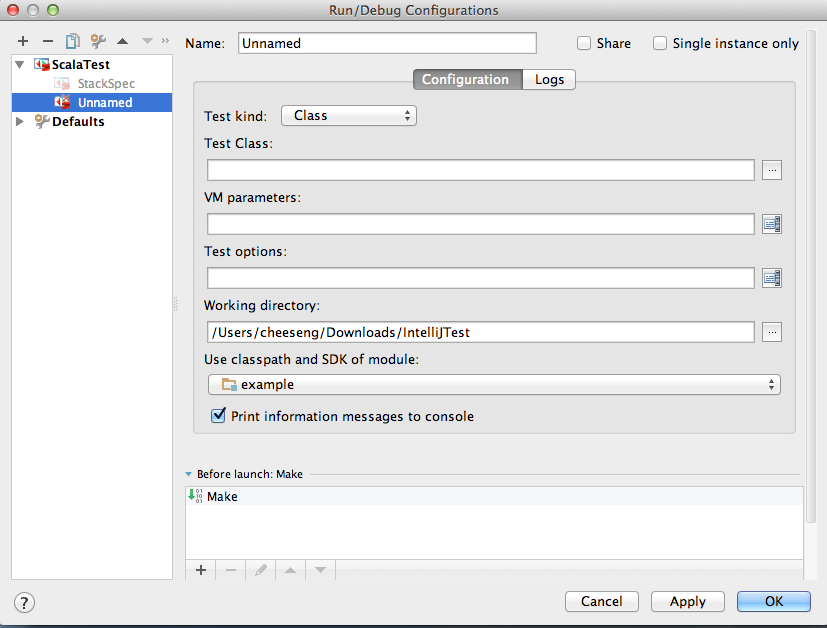 Run/Debug Configurations
Name: Unnamed
Share
Single instance only
ScalaTest
StackSpec
Unnamed
Defaults
Configuration
Logs
Test kind: Class
Test Class:
...
VM parameters:
Test options:
Working directory:
/Users/cheeseng/Downloads/IntelliJTest
...
Use classpath and SDK of module:
example
Print information messages to console
Before launch: Make
Make
?
Cancel
Apply
OK